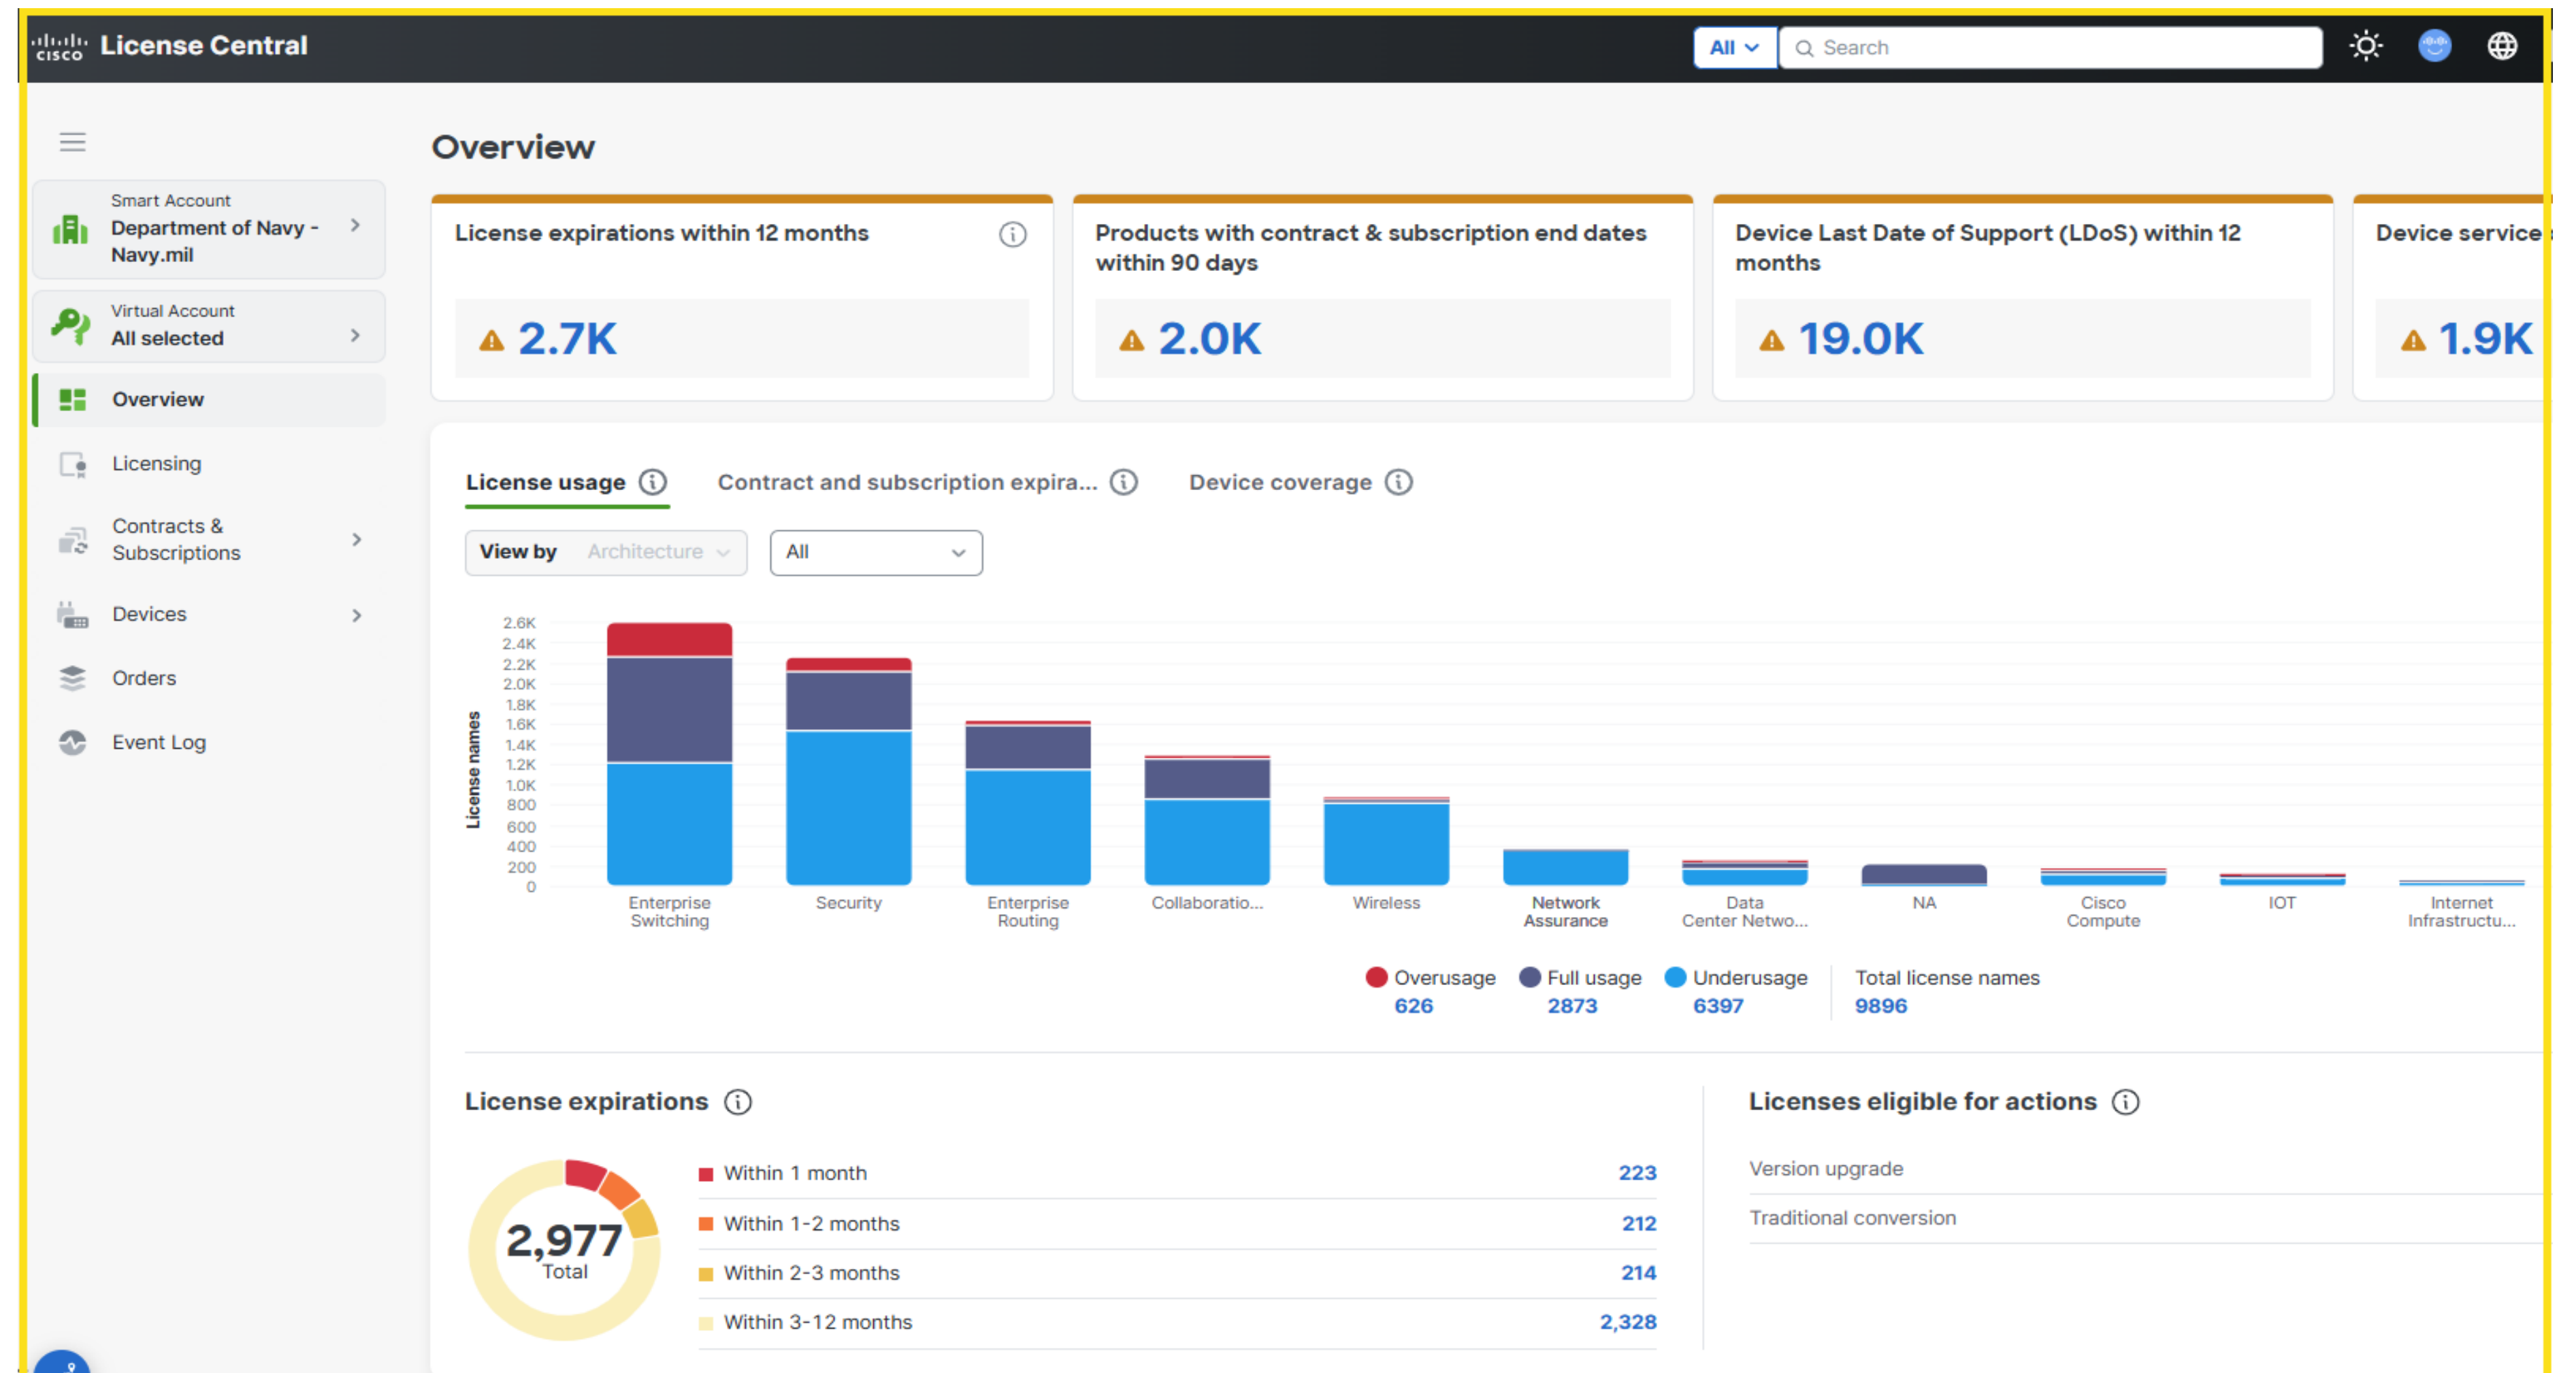 CISCO License Central
All
Search
Overview
Smart Account
Department of Navy -
Navy.mil
Virtual Account
All selected
Overview
Licensing
Contracts &
Subscriptions
Devices
Orders
Event Log
License expirations within 12 months
2.7K
Products with contract & subscription end dates
within 90 days
2.0K
Device Last Date of Support (LDoS) within 12
months
19.0K
Device service
1.9K
License usage
Contract and subscription expira...
Device coverage
View by Architecture
All
License names
2.6K
2.4K
2.2K
2.0K
1.8K
1.6K
1.4K
1.2K
1.0K
800
600
400
200
0
Enterprise
Switching
Security
Enterprise
Routing
Collaboratio...
Wireless
Network
Assurance
Data
Center Netwo...
NA
Cisco
Compute
IOT
Internet
Infrastructu...
Overusage
626
Full usage
2873
Underusage
6397
Total license names
9896
License expirations
2,977
Total
Within 1 month 223
Within 1-2 months 212
Within 2-3 months 214
Within 3-12 months 2,328
Licenses eligible for actions
Version upgrade
Traditional conversion